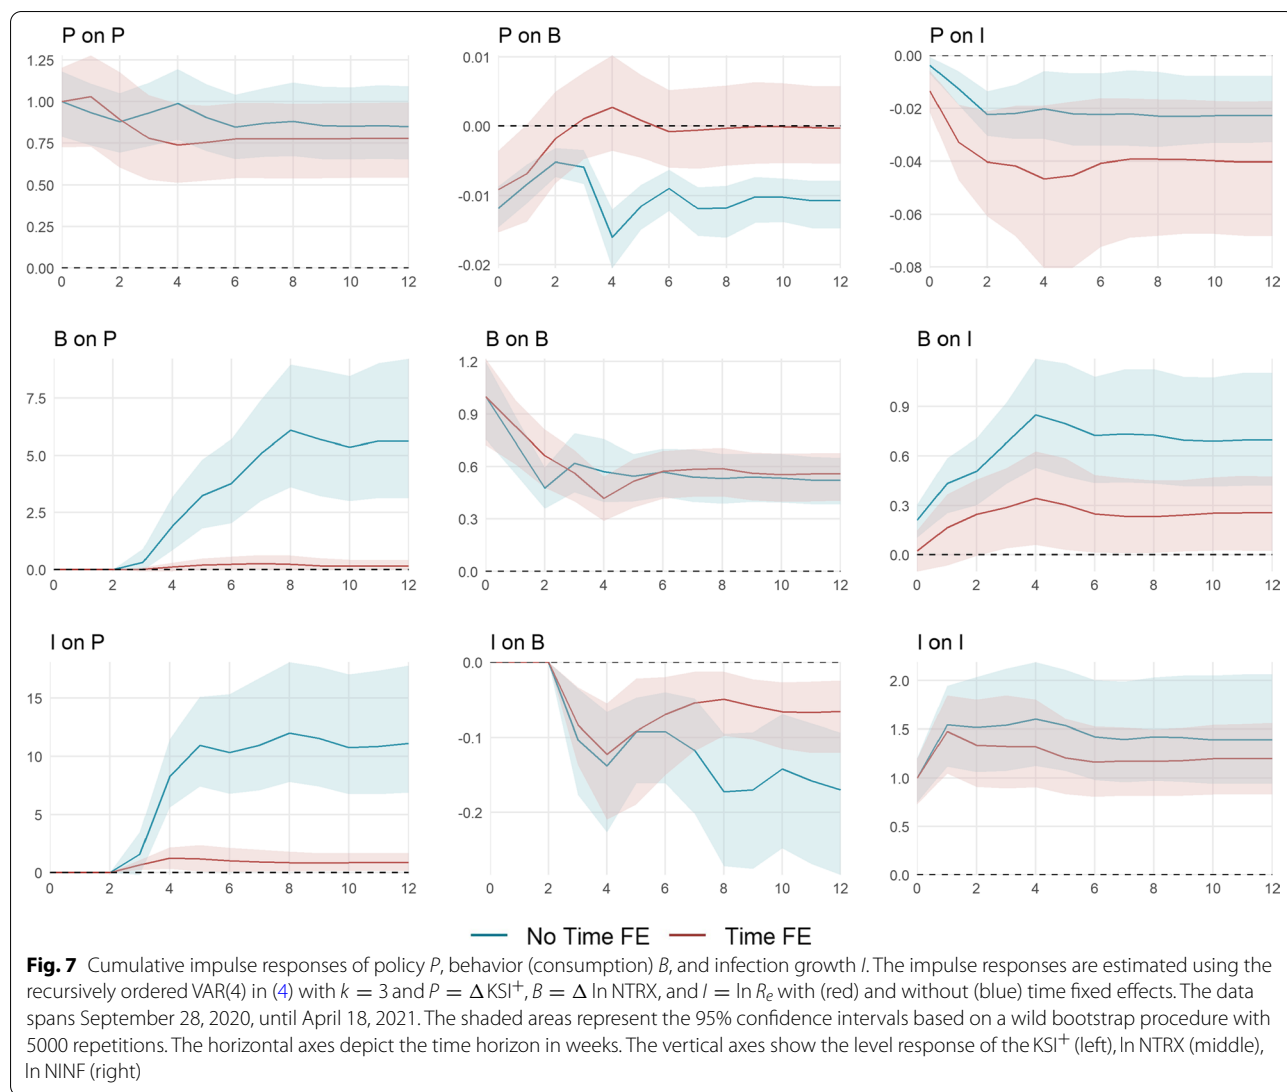 P on P
P on B
P on I
1.25
1.00
0.75
0.50
0.25
0.00
0 2 4 6 8 10 12
0.01
0.00
-0.01
-0.02
0 2 4 6 8 10 12
0.00
-0.02
-0.04
-0.06
-0.08
0 2 4 6 8 10 12
B on P
B on B
B on I
7.5
5.0
2.5
0.0
0 2 4 6 8 10 12
1.2
0.9
0.6
0.3
0.0
0 2 4 6 8 10 12
0.9
0.6
0.3
0.0
0 2 4 6 8 10 12
I on P
I on B
I on I
15
10
5
0
0 2 4 6 8 10 12
0.0
-0.1
-0.2
0 2 4 6 8 10 12
2.0
1.5
1.0
0.5
0.0
0 2 4 6 8 10 12
No Time FE Time FE
Fig. 7 Cumulative impulse responses of policy P, behavior (consumption) B, and infection growth I. The impulse responses are estimated using the
recursively ordered VAR(4) in (4) with k = 3 and P = ΔKSI⁺, B = Δ ln NTRX, and I = ln Rₑ with (red) and without (blue) time fixed effects. The data
spans September 28, 2020, until April 18, 2021. The shaded areas represent the 95% confidence intervals based on a wild bootstrap procedure with
5000 repetitions. The horizontal axes depict the time horizon in weeks. The vertical axes show the level response of the KSI⁺ (left), ln NTRX (middle),
ln NINF (right)